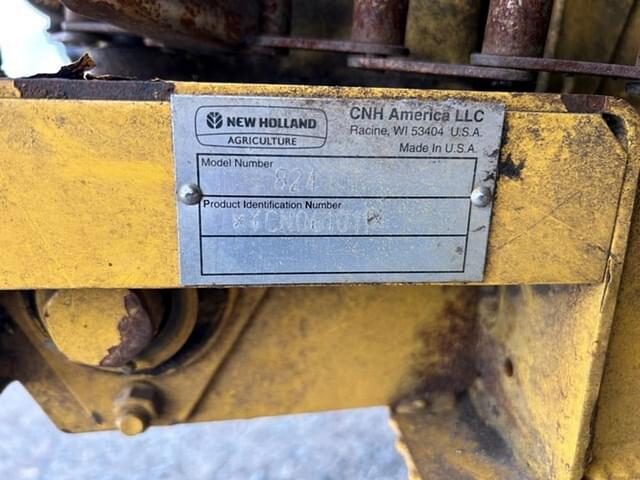 NEW HOLLAND
AGRICULTURE
CNH America LLC
Racine, WI 53404 U.S.A.
Made In U.S.A.
Model Number
824
Product Identification Number